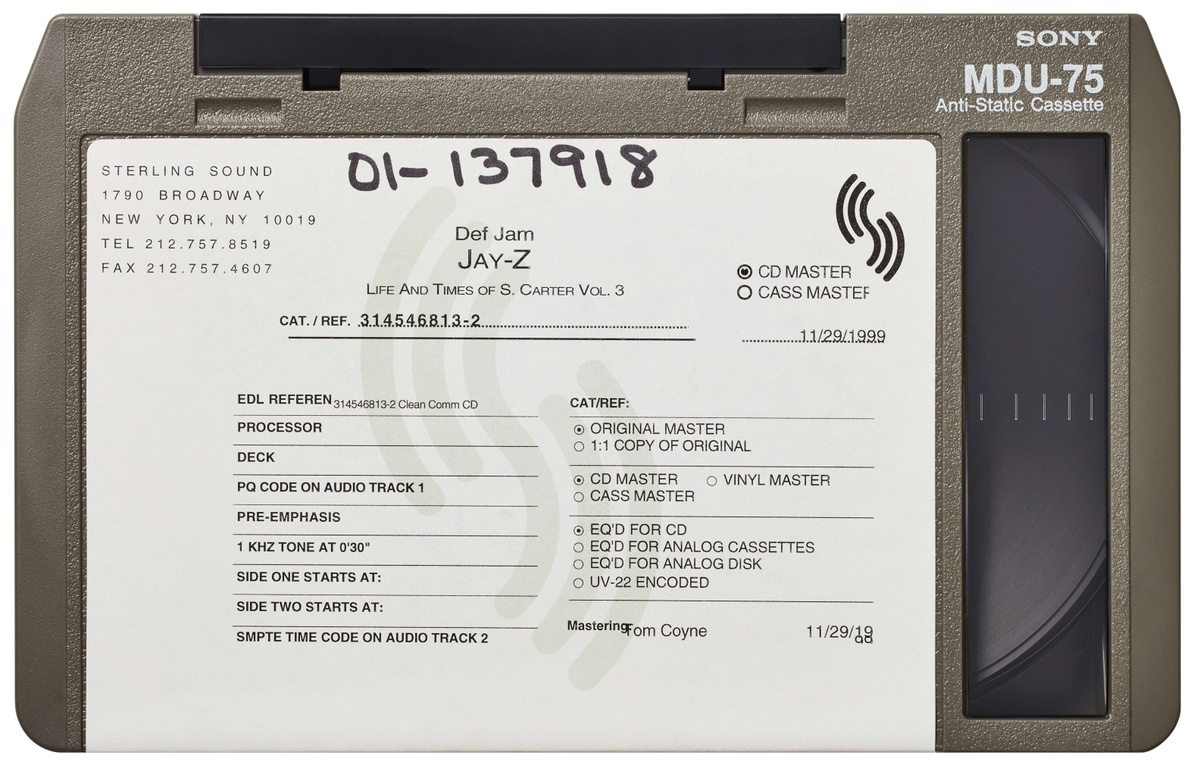 SONY
MDU-75
Anti-Static Cassette
01-137918
STERLING SOUND
1790 BROADWAY
NEW YORK, NY 10019
TEL 212.757.8519
FAX 212.757.4607
Def Jam
JAY-Z
LIFE AND TIMES OF S. CARTER VOL. 3
CD MASTER
CASS MASTER
CAT. / REF. 314546813-2
11/29/1999
EDL REFEREN 314546813-2 Clean Comm CD
PROCESSOR
DECK
PQ CODE ON AUDIO TRACK 1
PRE-EMPHASIS
1 KHZ TONE AT 0'30"
SIDE ONE STARTS AT:
SIDE TWO STARTS AT:
SMPTE TIME CODE ON AUDIO TRACK 2
CAT/REF:
ORIGINAL MASTER
1:1 COPY OF ORIGINAL
CD MASTER VINYL MASTER
CASS MASTER
EQ'D FOR CD
EQ'D FOR ANALOG CASSETTES
EQ'D FOR ANALOG DISK
UV-22 ENCODED
Mastering Tom Coyne 11/29/19
99